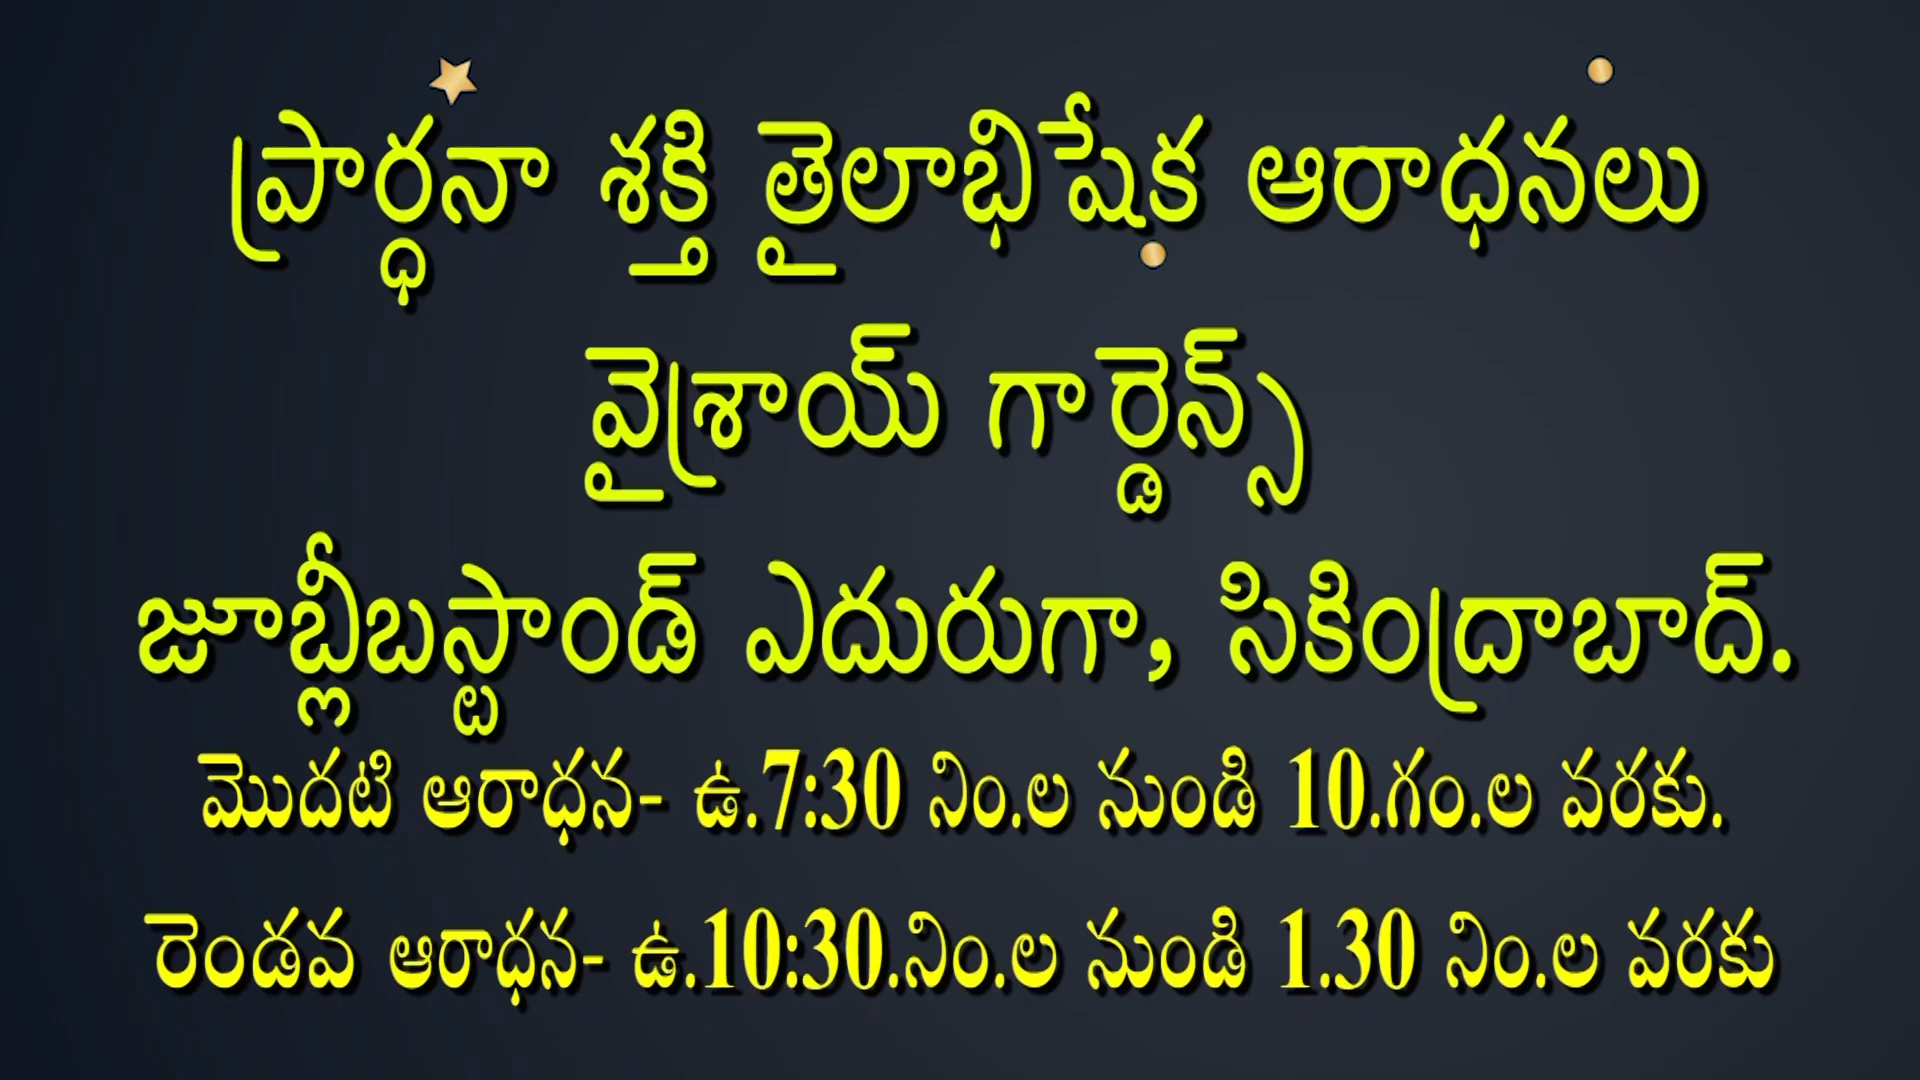 ప్రార్ధనా శక్తి తైలాభిషేక ఆరాధనలు
వైశ్రాయ్ గార్డెన్స్
జూబ్లీబస్టాండ్ ఎదురుగా, సికింద్రాబాద్.
మొదటి ఆరాధన- ఉ.7:30 నిం.ల నుండి 10.గం.ల వరకు.
రెండవ ఆరాధన- ఉ.10:30.నిం.ల నుండి 1.30 నిం.ల వరకు